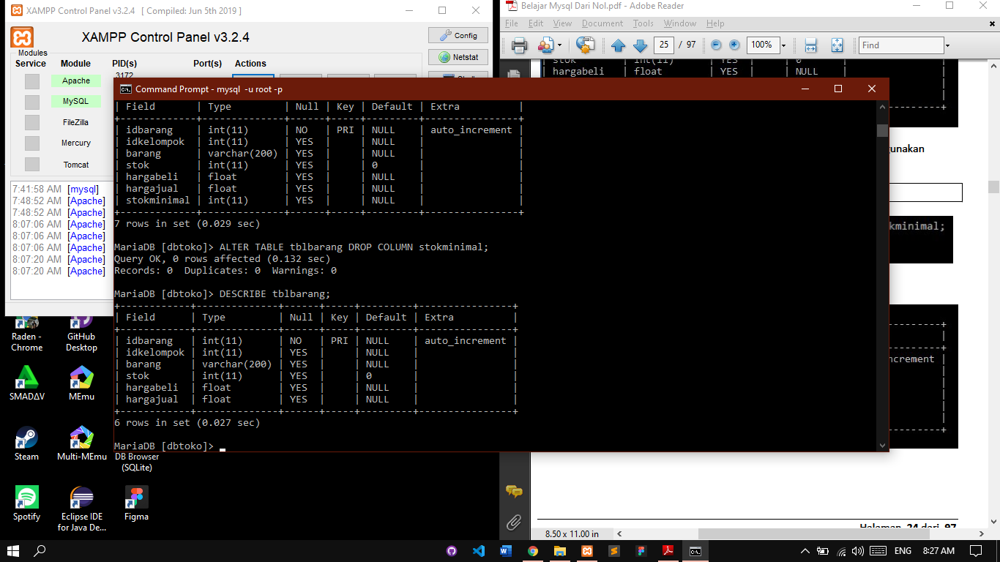 XAMPP Control Panel v3.2.4 [ Compiled: Jun 5th 2019 ]
XAMPP Control Panel v3.2.4
Config
Netstat
Modules
Service Module PID(s) Port(s) Actions
Apache 3172
MySQL
FileZilla
Mercury
Tomcat
7:41:58 AM [mysql]
7:48:52 AM [Apache]
7:48:52 AM [Apache]
8:07:06 AM [Apache]
8:07:06 AM [Apache]
8:07:06 AM [Apache]
8:07:20 AM [Apache]
8:07:20 AM [Apache]
Belajar Mysql Dari Nol.pdf - Adobe Reader
File Edit View Document Tools Window Help
25 / 97 100% Find
| stok | int(11) | YES | | 0 | |
| hargabeli | float | YES | | NULL | |
Command Prompt - mysql -u root -p
| Field | Type | Null | Key | Default | Extra |
+------------+--------------+------+-----+---------+----------------+
| idbarang | int(11) | NO | PRI | NULL | auto_increment |
| idkelompok | int(11) | YES | | NULL | |
| barang | varchar(200) | YES | | NULL | |
| stok | int(11) | YES | | 0 | |
| hargabeli | float | YES | | NULL | |
| hargajual | float | YES | | NULL | |
| stokminimal | int(11) | YES | | NULL | |
+-------------+--------------+------+-----+---------+----------------+
7 rows in set (0.029 sec)
MariaDB [dbtoko]> ALTER TABLE tblbarang DROP COLUMN stokminimal;
Query OK, 0 rows affected (0.132 sec)
Records: 0 Duplicates: 0 Warnings: 0
MariaDB [dbtoko]> DESCRIBE tblbarang;
+------------+--------------+------+-----+---------+----------------+
| Field | Type | Null | Key | Default | Extra |
+------------+--------------+------+-----+---------+----------------+
| idbarang | int(11) | NO | PRI | NULL | auto_increment |
| idkelompok | int(11) | YES | | NULL | |
| barang | varchar(200) | YES | | NULL | |
| stok | int(11) | YES | | 0 | |
| hargabeli | float | YES | | NULL | |
| hargajual | float | YES | | NULL | |
+------------+--------------+------+-----+---------+----------------+
6 rows in set (0.027 sec)
MariaDB [dbtoko]>
gunakan
kminimal;
ncrement |
8.50 x 11.00 in
Raden - Chrome
GitHub Desktop
SMADΔV
MEmu
Steam
Multi-MEmu
DB Browser (SQLite)
Spotify
Eclipse IDE for Java De...
Figma
ENG 8:27 AM